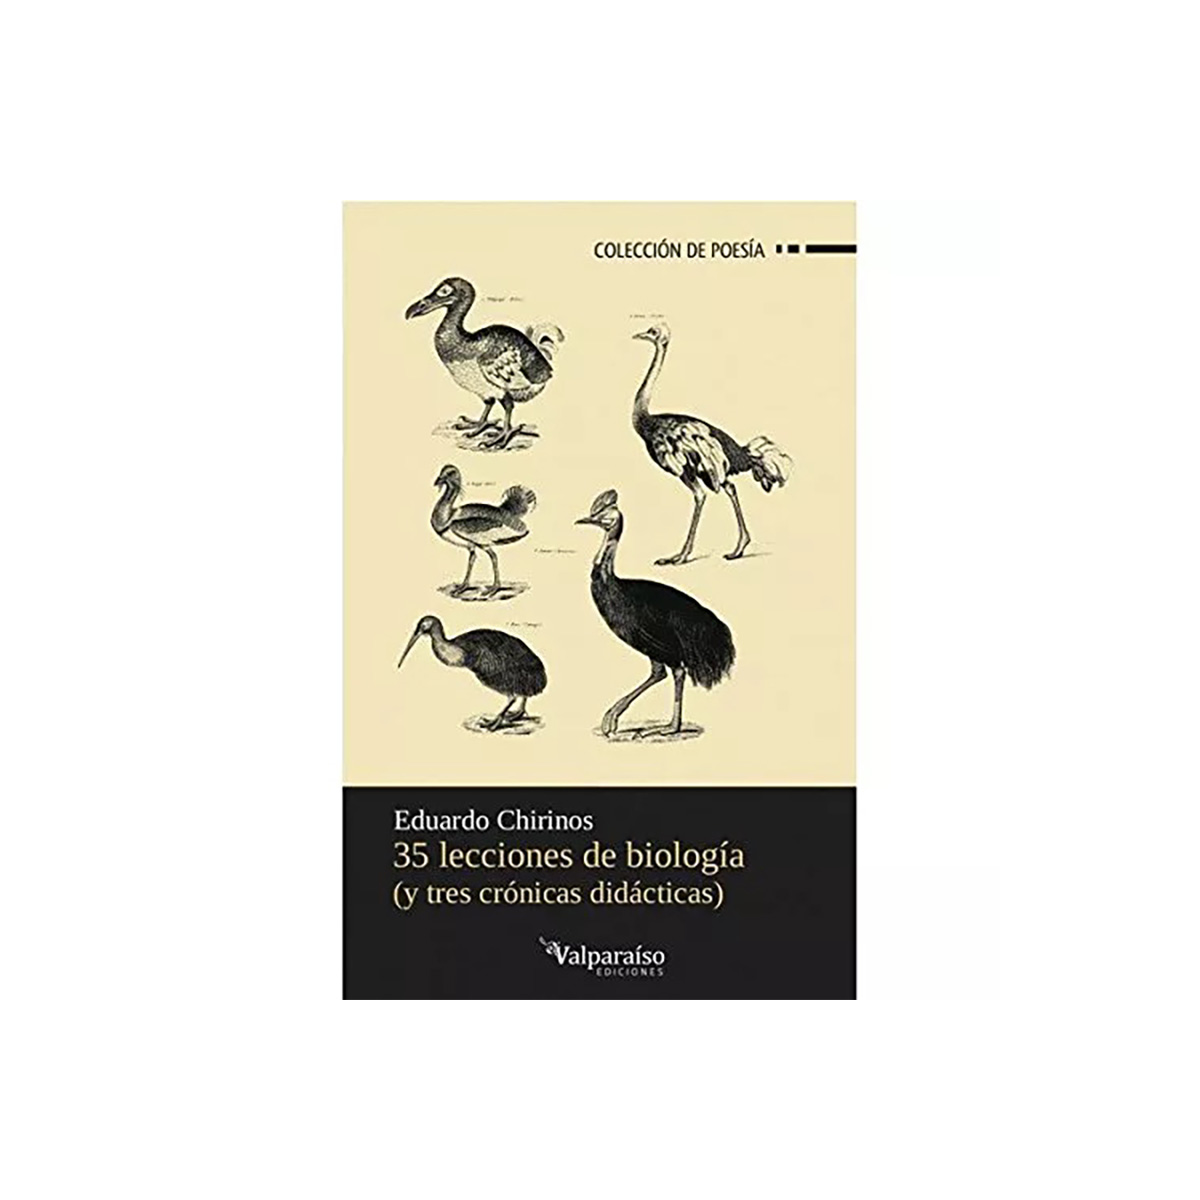 COLECCIÓN DE POESÍA
Eduardo Chirinos
35 lecciones de biología
(y tres crónicas didácticas)
Valparaíso
EDICIONES